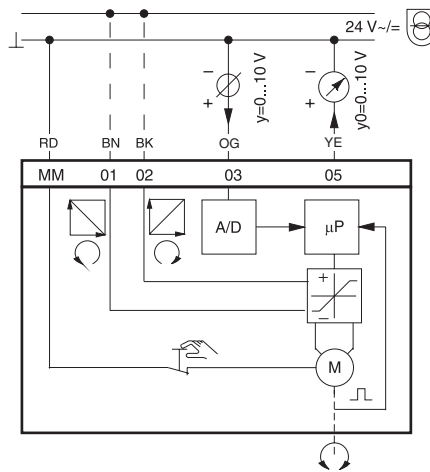 24 V~/=
⊥
− −
+ +
y=0...10 V
y0=0...10 V
RD BN BK OG YE
MM 01 02 03 05
A/D µP
+
−
M